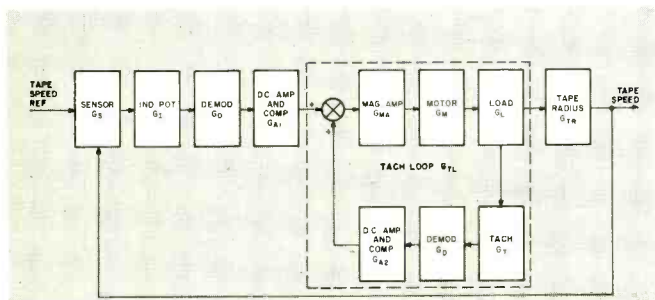 TAPE
SPEED
REF
SENSOR
G_S
IND POT
G_I
DEMOD
G_D
DC AMP
AND
COMP
G_A1
+
+
MAG. AMP
G_MA
MOTOR
G_M
LOAD
G_L
TAPE
RADIUS
G_TR
TAPE
SPEED
TACH LOOP G_TL
DC AMP
AND
COMP
G_A2
DEMOD
G_D
TACH
G_T